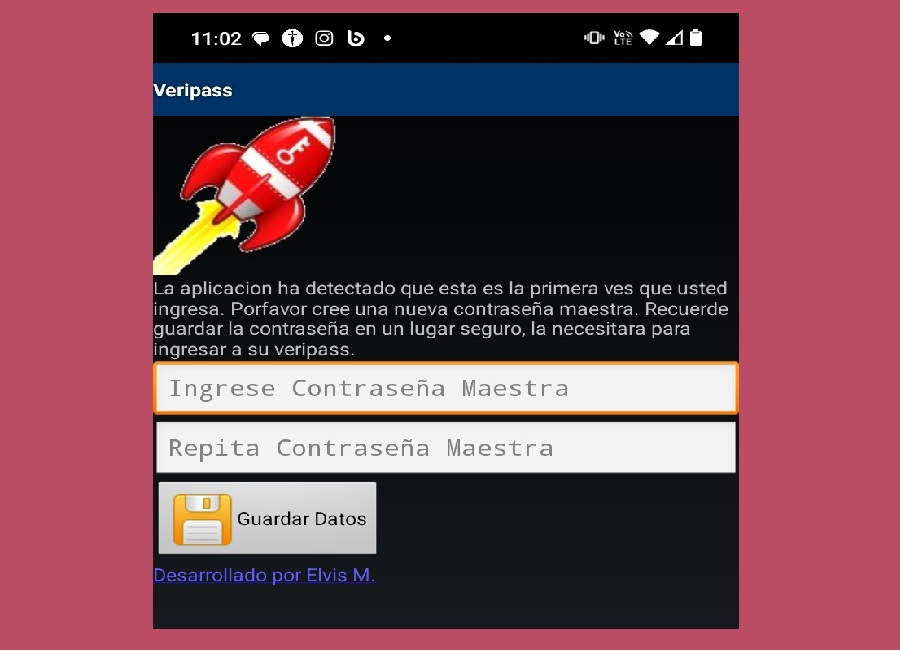 11:02
Vo LTE
Veripass
La aplicacion ha detectado que esta es la primera ves que usted
ingresa. Porfavor cree una nueva contraseña maestra. Recuerde
guardar la contraseña en un lugar seguro, la necesitara para
ingresar a su veripass.
Ingrese Contraseña Maestra
Repita Contraseña Maestra
Guardar Datos
Desarrollado por Elvis M.